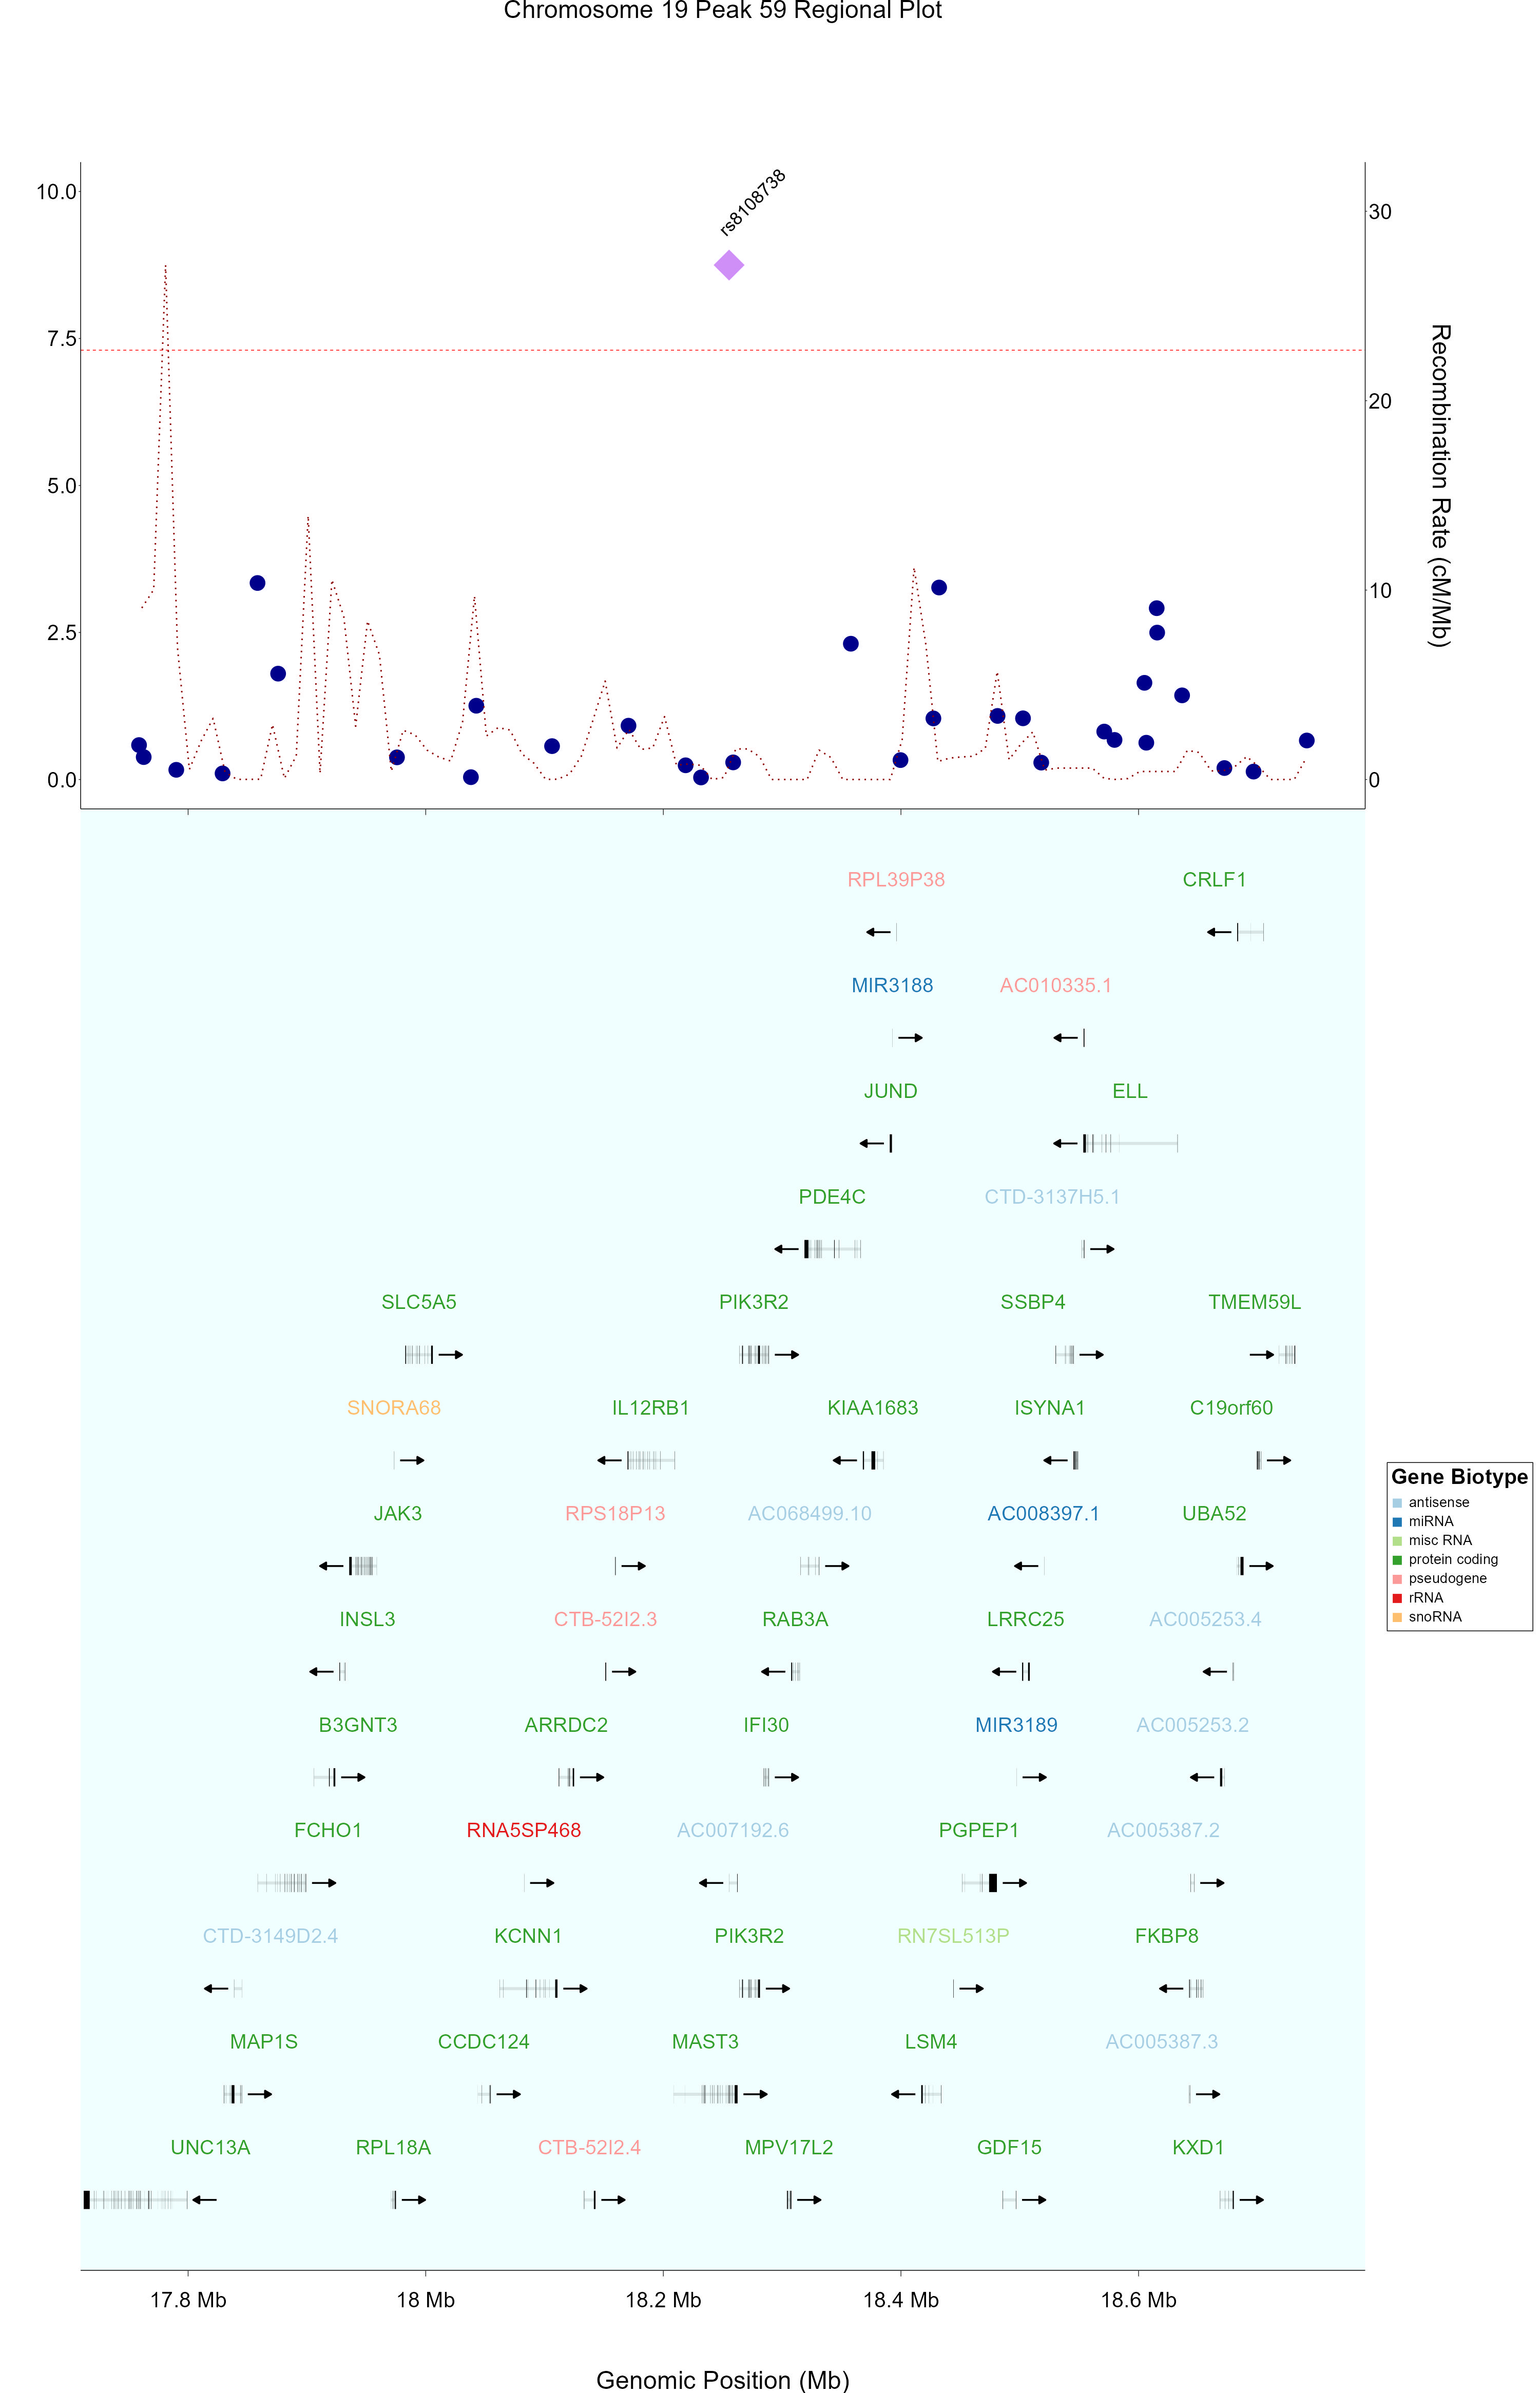 Chromosome 19 Peak 59 Regional Plot
rs8108738
10.0
7.5
5.0
2.5
0.0
30
20
10
0
Recombination Rate (cM/Mb)
RPL39P38 CRLF1
MIR3188 AC010335.1
JUND ELL
PDE4C CTD-3137H5.1
SLC5A5 PIK3R2 SSBP4 TMEM59L
SNORA68 IL12RB1 KIAA1683 ISYNA1 C19orf60
JAK3 RPS18P13 AC068499.10 AC008397.1 UBA52
INSL3 CTB-52I2.3 RAB3A LRRC25 AC005253.4
B3GNT3 ARRDC2 IFI30 MIR3189 AC005253.2
FCHO1 RNA5SP468 AC007192.6 PGPEP1 AC005387.2
CTD-3149D2.4 KCNN1 PIK3R2 RN7SL513P FKBP8
MAP1S CCDC124 MAST3 LSM4 AC005387.3
UNC13A RPL18A CTB-52I2.4 MPV17L2 GDF15 KXD1
Gene Biotype
antisense
miRNA
misc RNA
protein coding
pseudogene
rRNA
snoRNA
17.8 Mb 18 Mb 18.2 Mb 18.4 Mb 18.6 Mb
Genomic Position (Mb)